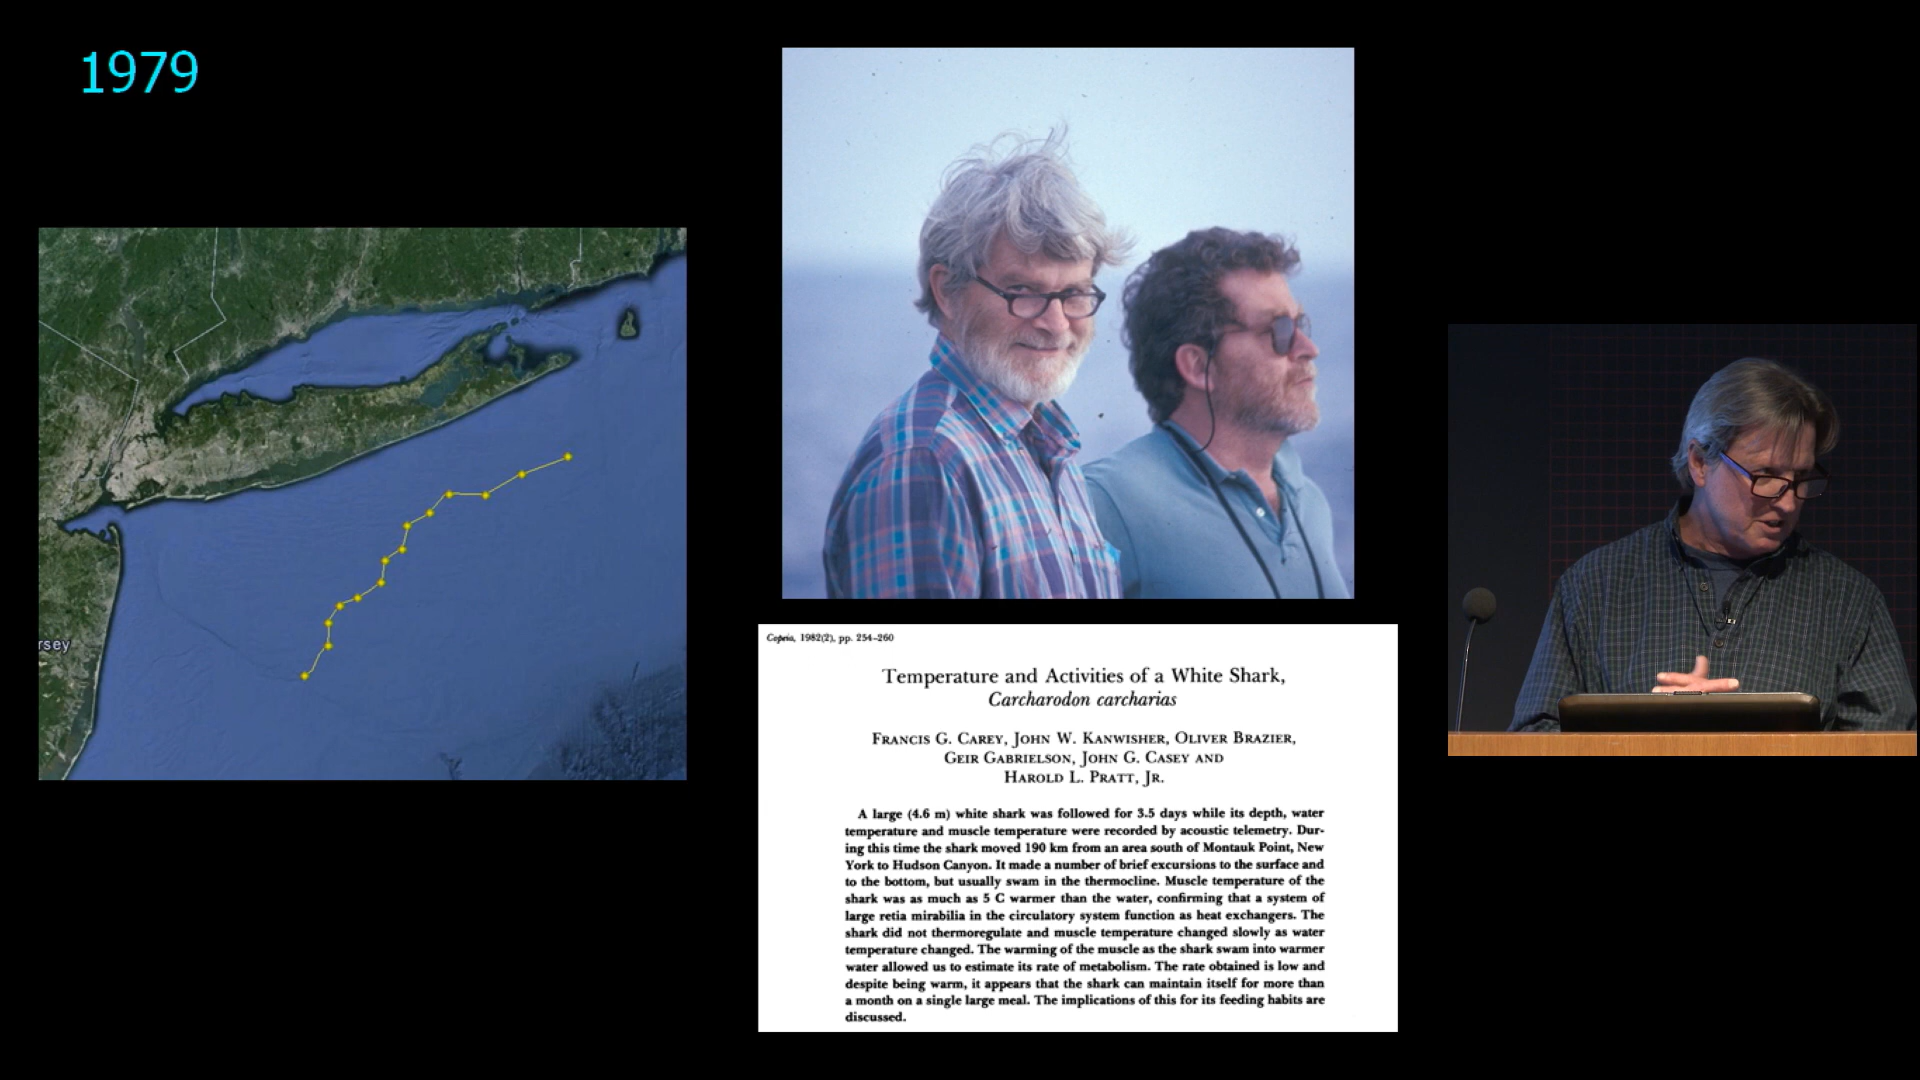 1979
rsey
Copeia, 1982(2), pp. 254–260
Temperature and Activities of a White Shark,
Carcharodon carcharias
FRANCIS G. CAREY, JOHN W. KANWISHER, OLIVER BRAZIER,
GEIR GABRIELSON, JOHN G. CASEY AND
HAROLD L. PRATT, JR.
A large (4.6 m) white shark was followed for 3.5 days while its depth, water
temperature and muscle temperature were recorded by acoustic telemetry. Dur-
ing this time the shark moved 190 km from an area south of Montauk Point, New
York to Hudson Canyon. It made a number of brief excursions to the surface and
to the bottom, but usually swam in the thermocline. Muscle temperature of the
shark was as much as 5 C warmer than the water, confirming that a system of
large retia mirabilia in the circulatory system function as heat exchangers. The
shark did not thermoregulate and muscle temperature changed slowly as water
temperature changed. The warming of the muscle as the shark swam into warmer
water allowed us to estimate its rate of metabolism. The rate obtained is low and
despite being warm, it appears that the shark can maintain itself for more than
a month on a single large meal. The implications of this for its feeding habits are
discussed.